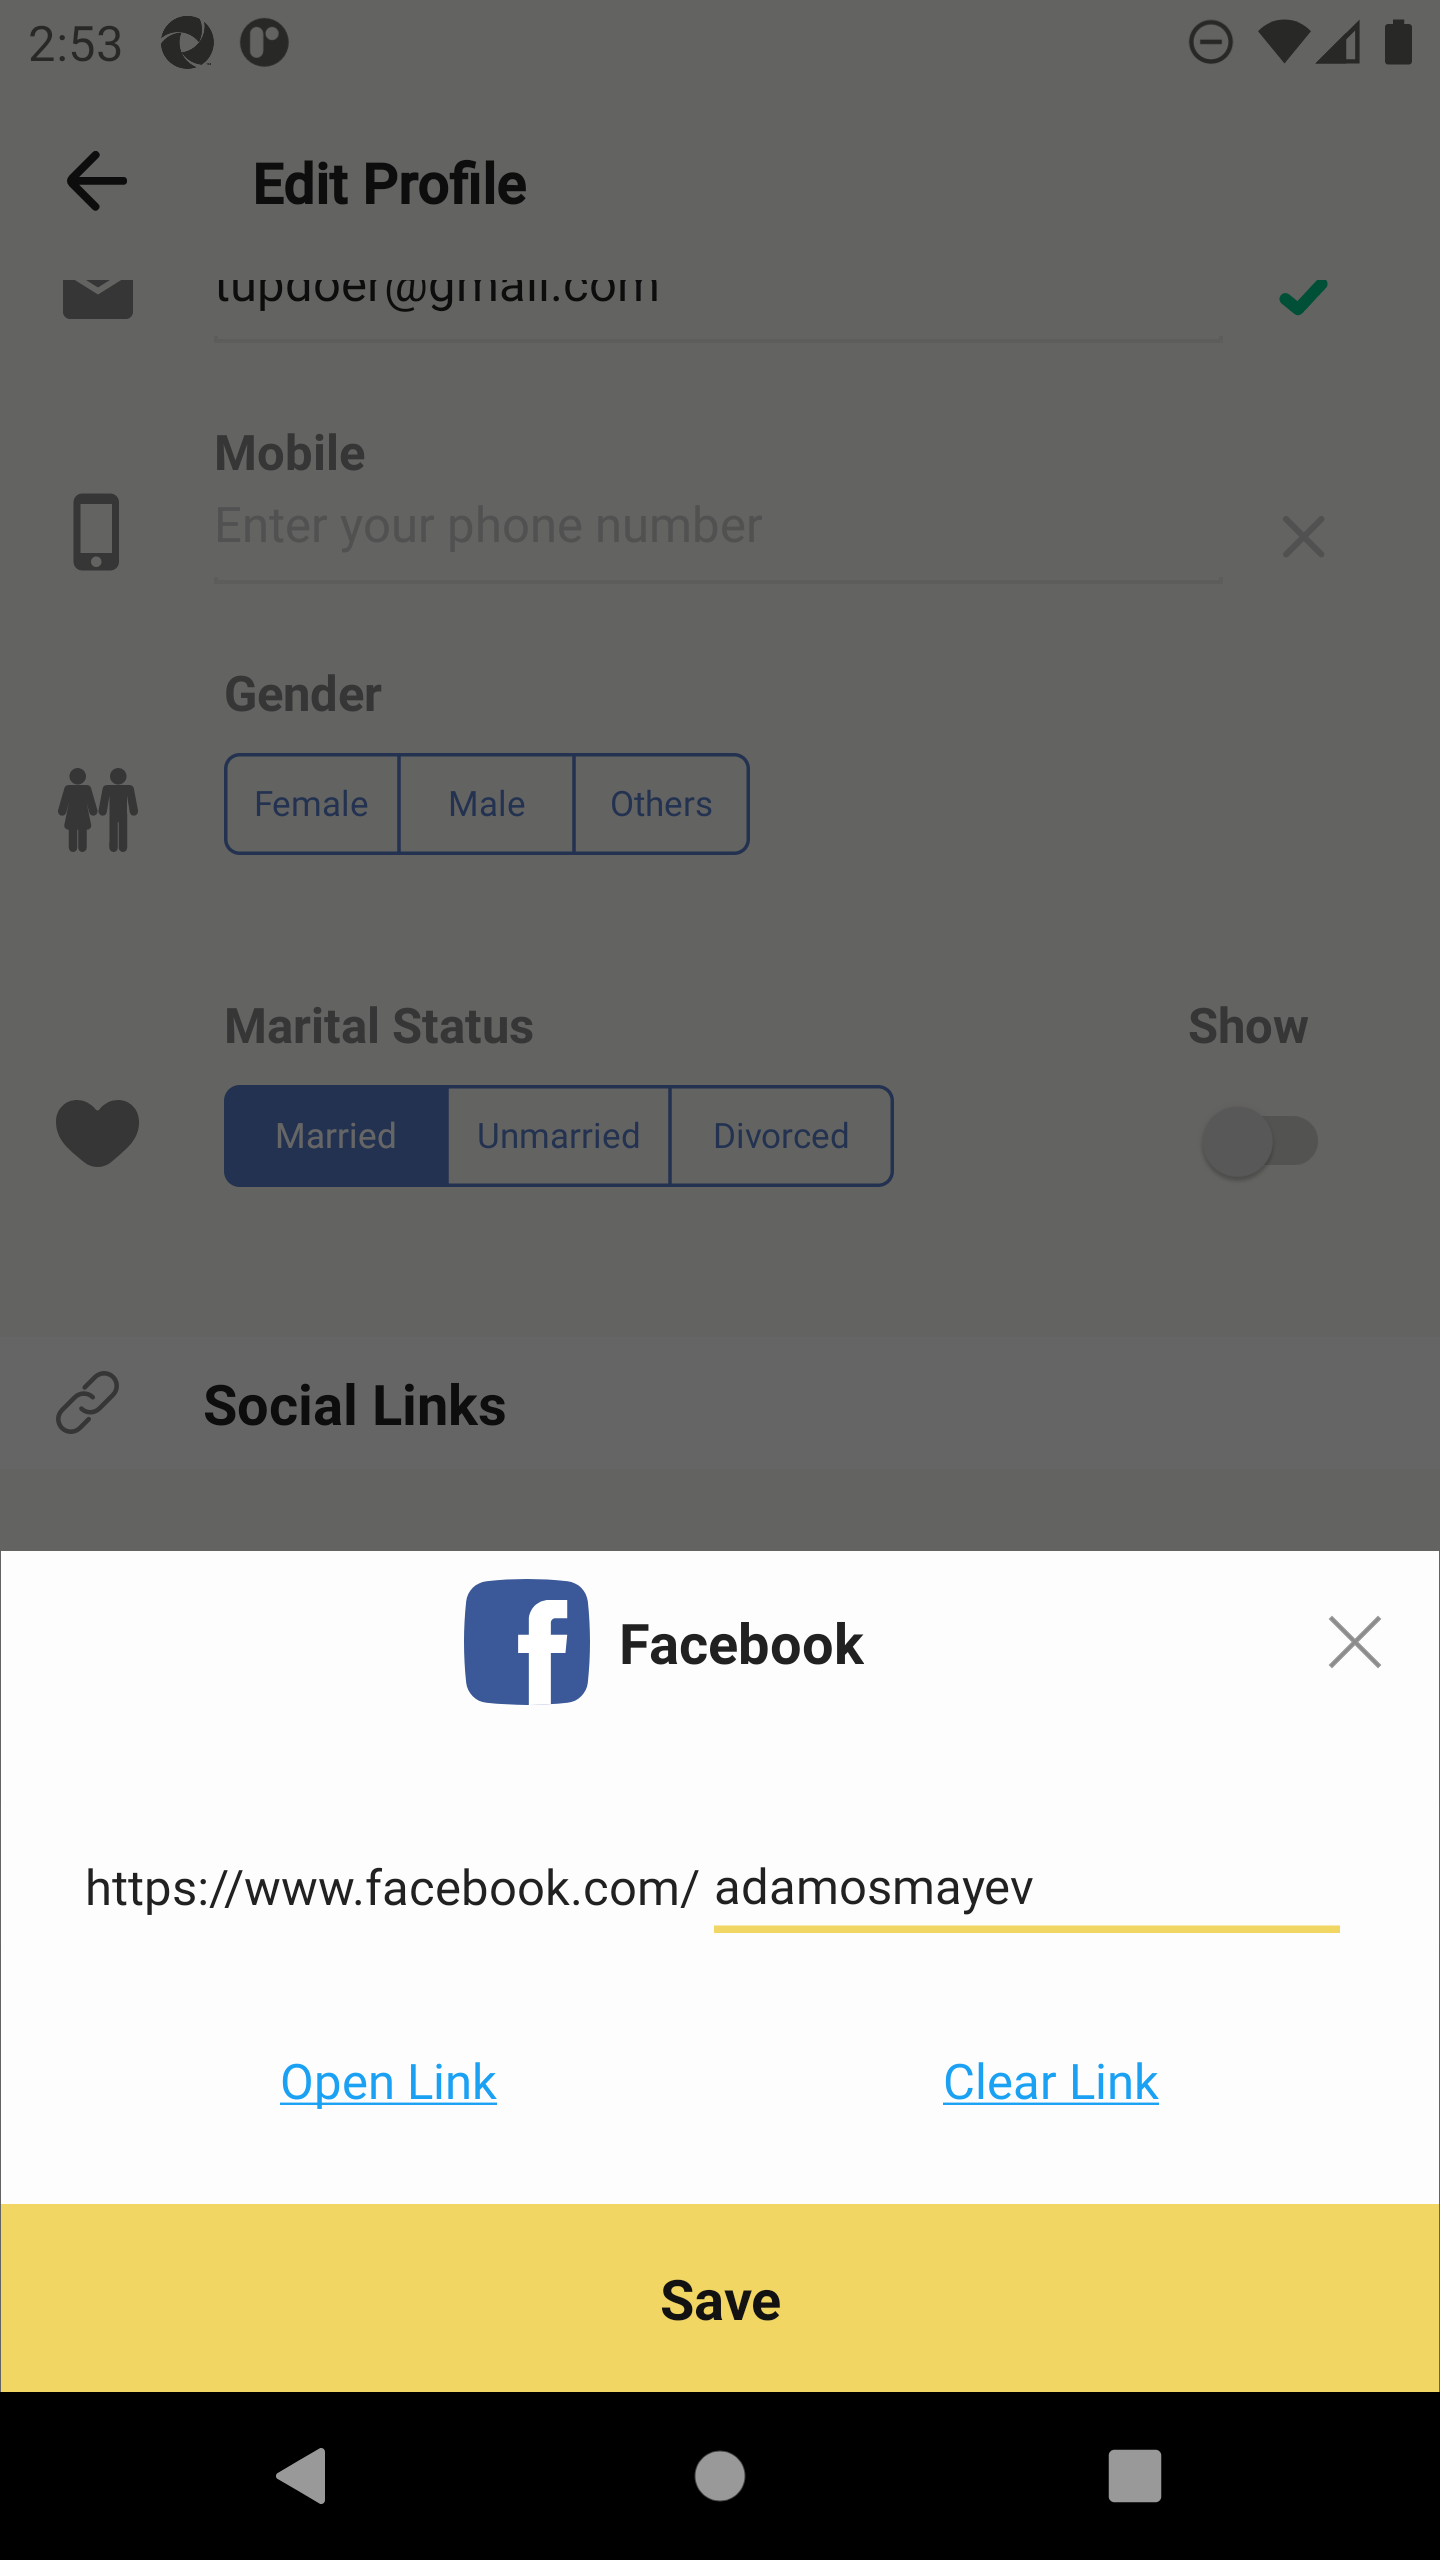 2:53
Edit Profile
tupdoer@gmail.com
Mobile
Enter your phone number
Gender
Female Male Others
Marital Status Show
Married Unmarried Divorced
Social Links
Facebook
https://www.facebook.com/ adamosmayev
Open Link Clear Link
Save